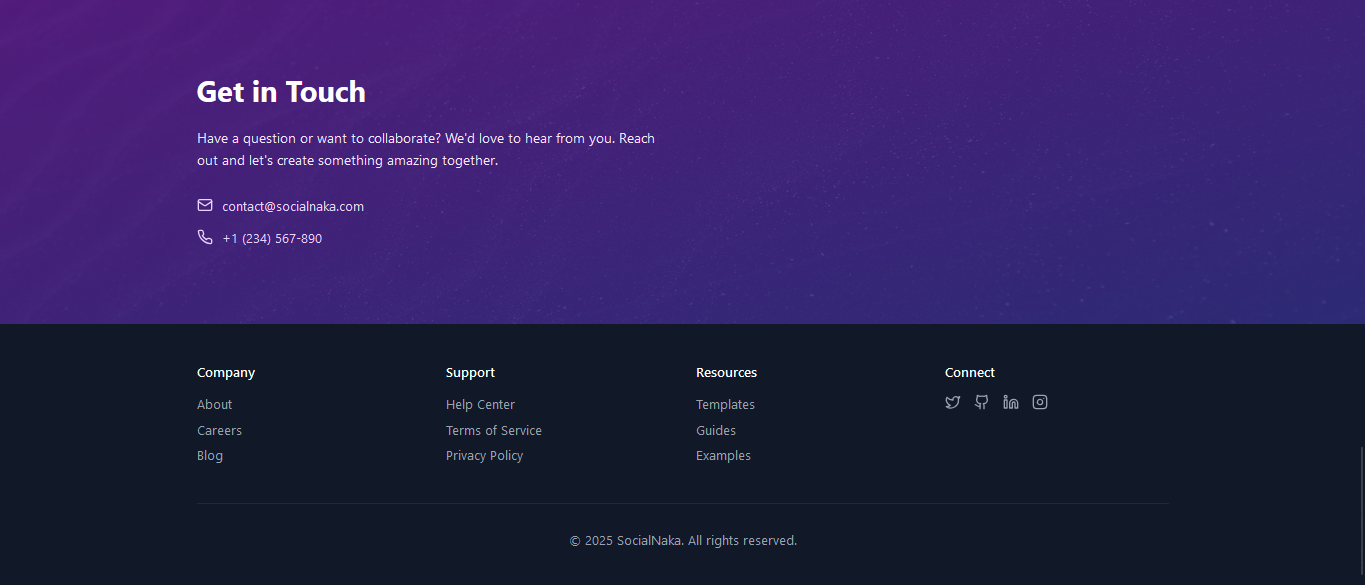 Get in Touch
Have a question or want to collaborate? We'd love to hear from you. Reach
out and let's create something amazing together.
contact@socialnaka.com
+1 (234) 567-890
Company
About
Careers
Blog
Support
Help Center
Terms of Service
Privacy Policy
Resources
Templates
Guides
Examples
Connect
© 2025 SocialNaka. All rights reserved.